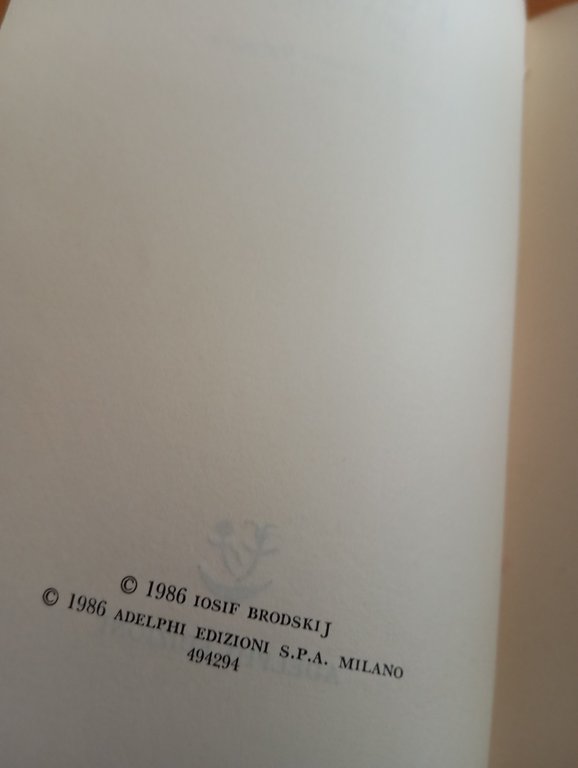 © 1986 IOSIF BRODSKIJ
© 1986 ADELPHI EDIZIONI S.P.A. MILANO
494294